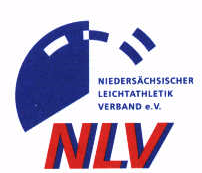 NIEDERSÄCHSISCHER
LEICHTATHLETIK
VERBAND e.V.
NLV